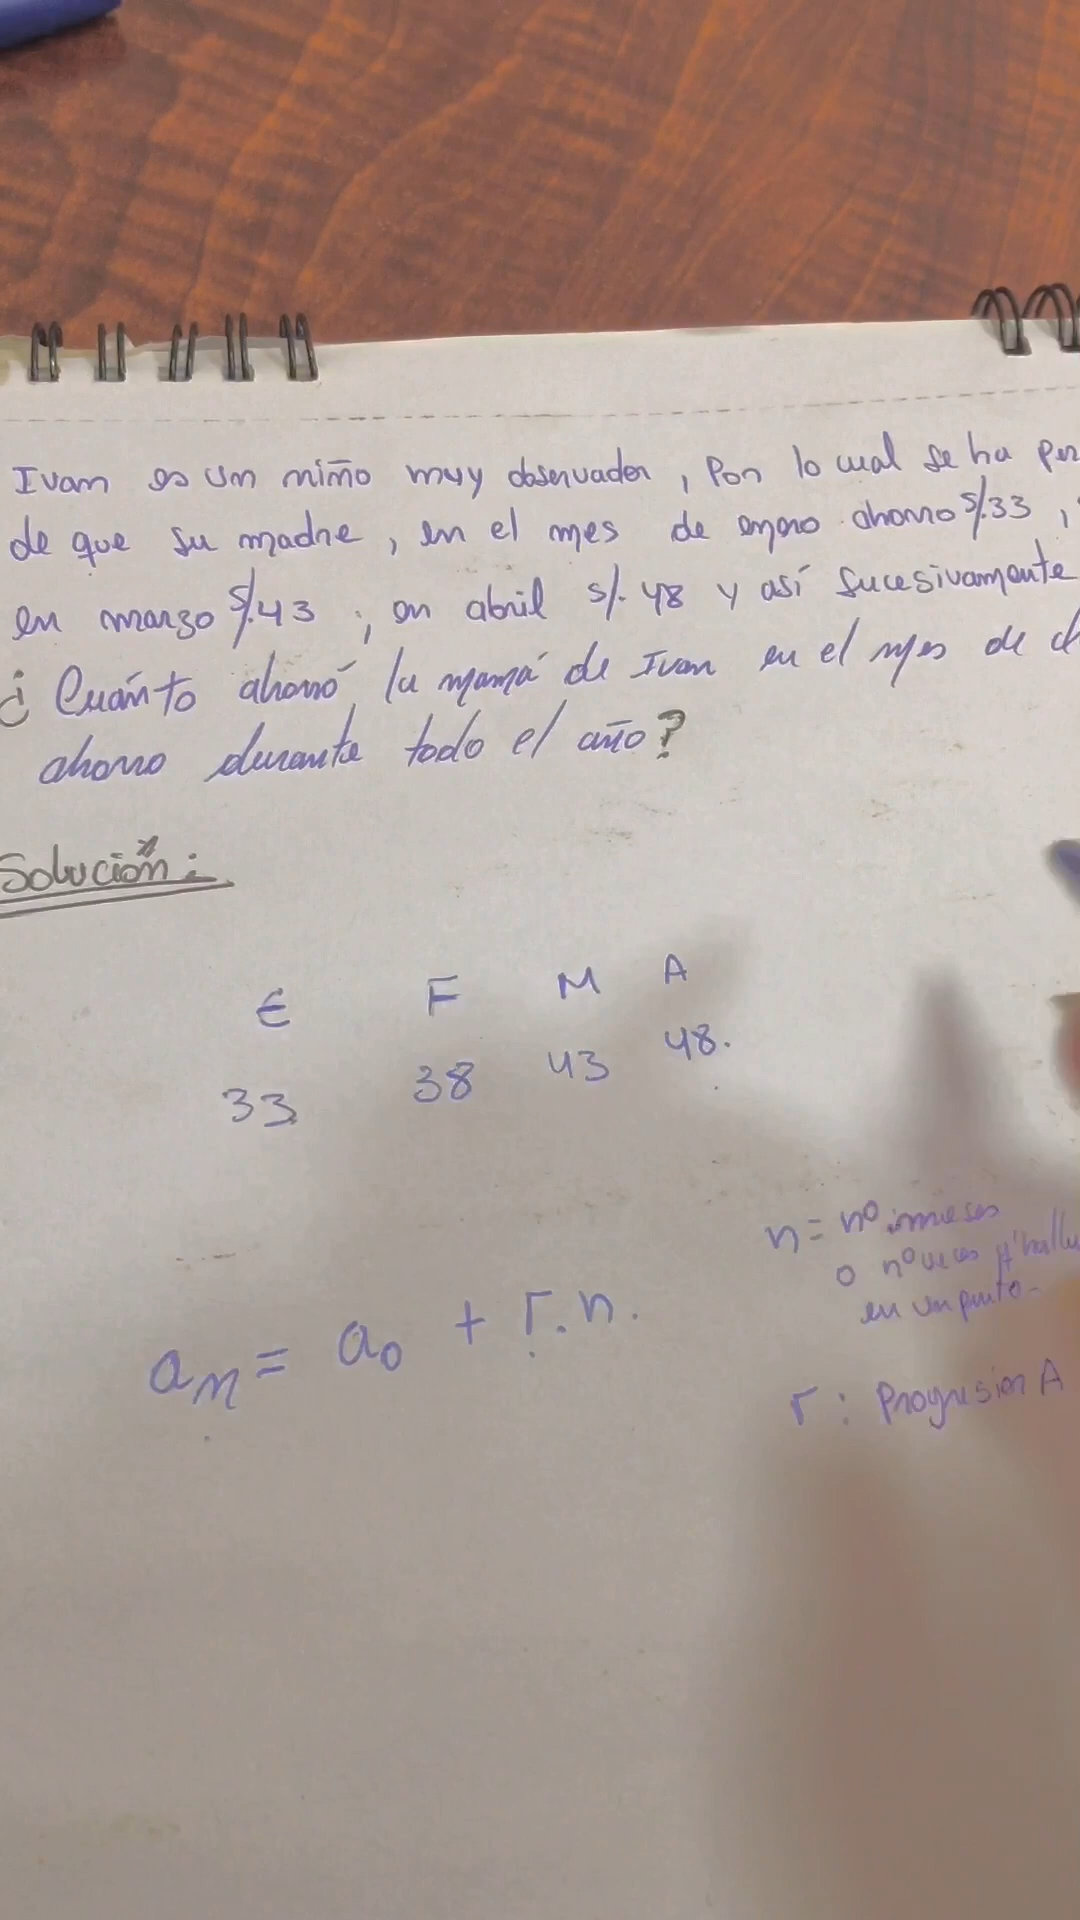 Ivan es un niño muy observador, Por lo cual se ha per
de que su madre, en el mes de enero ahorro S/.33,
en marzo S/.43, en abril S/.48 y así sucesivamente
¿Cuánto ahorró la mamá de Ivan en el mes de d
ahorro durante todo el año?
Solución:
E F M A
33 38 43 48.
n = nº meses
o nº veces
en un punto.
an = a0 + r.n.
r: Progresion A